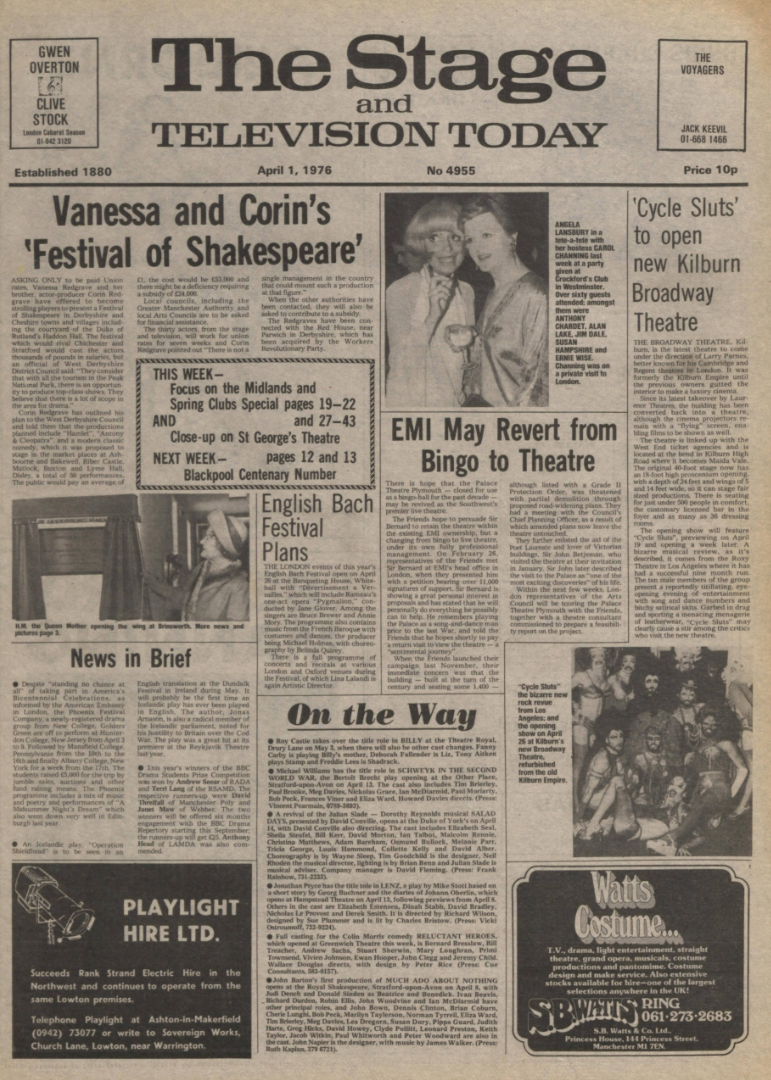 GWEN
OVERTON
CLIVE
STOCK
London Cabaret Season
01-642 3120
The Stage
and
TELEVISION TODAY
THE
VOYAGERS
JACK KEEVIL
01-668 1466
Established 1880
April 1, 1976
No 4955
Price 10p
Vanessa and Corin's
'Festival of Shakespeare'
ASKING ONLY to be paid Union
rates, Vanessa Redgrave and her
brother, actor-producer Corin Red-
grave have offered to become
strolling players to present a Festival
of Shakespeare in Derbyshire and
Cheshire towns and villages includ-
ing the courtyard of the Duke of
Rutland's Haddon Hall. The festival
which would rival Chichester and
Stratford would cost the actors
thousands of pounds in salaries, but
an official of West Derbyshire
District Council said: "They consider
that with all the tourism in the Peak
National Park, there is an opportun-
ity to produce top-class shows. They
believe that there is a lot of scope in
the area for drama."
Corin Redgrave has outlined his
plan to the West Derbyshire Council
and told them that the productions
planned include "Hamlet", "Antony
& Cleopatra", and a modern classic
comedy, which it was proposed to
stage in the market places at Ash-
bourne and Bakewell, Riber Castle,
Matlock, Buxton and Lyme Hall,
Disley, a total of 36 performances.
The public would pay an average of
£1, the cost would be £53,000 and
there might be a deficiency requiring
a subsidy of £24,000.
Local councils, including the
Greater Manchester Authority, and
local Arts Councils are to be asked
for financial assistance.
The thirty actors, from the stage
and television, will work for union
rates for seven weeks and Corin
Redgrave pointed out "There is not a
single management in the country
that could mount such a production
at that figure."
When the other authorities have
been contacted, they will also be
asked to contribute to a subsidy.
The Redgraves have been con-
nected with the Red House, near
Parwich in Derbyshire, which has
been acquired by the Workers
Revolutionary Party.
THIS WEEK—
Focus on the Midlands and
Spring Clubs Special pages 19—22
AND and 27—43
Close-up on St George's Theatre
pages 12 and 13
NEXT WEEK—
Blackpool Centenary Number
ANGELA
LANSBURY in a
tete-a-tete with
her hostess CAROL
CHANNING last
week at a party
given at
Crockford's Club
in Westminster.
Over sixty guests
attended; amongst
them were
ANTHONY
CHARDET, ALAN
LAKE, JIM DALE,
SUSAN
HAMPSHIRE and
ERNIE WISE.
Channing was on
a private visit to
London.
EMI May Revert from
Bingo to Theatre
There is hope that the Palace
Theatre Plymouth — closed for use
as a bingo hall for the past decade —
may be revived as the Southwest's
premier live theatre.
The Friends hope to persuade Sir
Bernard to retain the theatre within
the existing EMI ownership, but a
changing from bingo to live theatre,
under its own fully professional
management. On February 26,
representatives of the Friends met
Sir Bernard at EMI's head office in
London, when they presented him
with a petition bearing over 11,000
signatures of support. Sir Bernard is
showing a great personal interest in
proposals and has stated that he will
personally do everything he possibly
can to help. He remembers playing
the Palace as a song-and-dance man
prior to the last War, and told the
Friends that he hopes shortly to pay
a return visit to view the theatre — a
"sentimental journey".
When the Friends launched their
campaign last November, their
immediate concern was that the
building — built at the turn of the
century and seating some 1,400 —
although listed with a Grade II
Protection Order, was threatened
with partial demolition through
proposed road-widening plans. They
had a meeting with the Council's
Chief Planning Officer, as a result of
which amended plans now leave the
theatre untouched.
They further enlisted the aid of the
Poet Laureate and lover of Victorian
buildings, Sir John Betjeman, who
visited the theatre at their invitation
in January. Sir John later described
the visit to the Palace as "one of the
most exciting discoveries" of his life.
Within the next few weeks, Lon-
don representatives of the Arts
Council will be touring the Palace
Theatre Plymouth with the Friends,
together with a theatre consultant
commissioned to prepare a feasibil-
ity report on the project.
'Cycle Sluts'
to open
new Kilburn
Broadway
Theatre
THE BROADWAY THEATRE, Kil-
burn, is the latest theatre to come
under the direction of Larry Parnes,
better known for his Cambridge and
Regent theatres in London. It was
formerly the Kilburn Empire until
the previous owners gutted the
interior to make a luxury cinema.
Since its latest takeover by Laur-
ence Theatres, the building has been
converted back into a theatre,
although the cinema projectors re-
main with a "flying" screen, ena-
bling films to be shown as well.
The theatre is linked up with the
West End ticket agencies and is
located at the bend in Kilburn High
Road where it becomes Maida Vale.
The original 40-foot stage now has
an 18-foot high proscenium opening,
with a depth of 24 feet and wings of 8
and 14 feet wide, so it can stage fair
sized productions. There is seating
for just under 500 people in comfort,
the customary licensed bar in the
foyer and as many as 26 dressing
rooms.
The opening show will feature
"Cycle Sluts", previewing on April
19 and opening a week later. A
bizarre musical review, as it's
described, it comes from the Roxy
Theatre in Los Angeles where it has
had a successful nine month run.
The ten male members of the group
present a reportedly titillating, eye-
opening evening of entertainment
with song and dance numbers and
bitchy satirical skits. Garbed in drag
and sporting a menacing menagerie
of leatherwear, "Cycle Sluts" may
clearly cause a stir among the critics
who visit the new theatre.
H.M. the Queen Mother opening the wing at Brinsworth. More news and
pictures page 3.
English Bach
Festival
Plans
THE LONDON events of this year's
English Bach Festival open on April
26 at the Banqueting House, White-
hall with "Divertissement a Ver-
sailles," which will include Rameau's
one-act opera "Pygmalion," con-
ducted by Jane Glover. Among the
singers are Bruce Brewer and Annie
Mory. The programme also contains
music from the French Baroque with
costumes and dances, the producer
being Michael Holmes, with choreo-
graphy by Belinda Quirey.
There is a full programme of
concerts and recitals at various
London and Oxford venues during
the Festival, of which Lina Lalandi is
again Artistic Director.
News in Brief
● Despite "standing no chance at
all" of taking part in America's
Bicentennial Celebrations, as
informed by the American Embassy
in London, the Phoenix Festival
Company, a newly-registered drama
group from New College, Golders
Green are off to perform at Hunter-
don College, New Jersey from April 3
to 8. Followed by Mansfield College,
Pennsylvania from the 10th to the
16th and finally Albany College, New
York for a week from the 17th. The
students raised £5,000 for the trip by
jumble sales, auctions and other
fund raising means. The Phoenix
programme includes a mix of music
and poetry and performances of "A
Midsummer Night's Dream" which
also went down very well in Edin-
burgh last year.
● An Icelandic play, "Operation
Shieldhead" is to be seen in an
English translation at the Dundalk
Festival in Ireland during May. It
will probably be the first time an
Icelandic play has ever been played
in English. The author, Jonas
Arnason, is also a radical member of
the Icelandic parliament, noted for
his hostility to Britain over the Cod
War. The play was a great hit at its
premiere at the Reykjavik Theatre
last year.
● This year's winners of the BBC
Drama Students Prize Competition
was won by Andrew Seear of RADA
and Terri Lang of the RSAMD. The
respective runners-up were David
Threlfall of Manchester Poly and
Janet Maw of Webber. The two
winners will be offered six months
engagement with the BBC Drama
Repertory starting this September;
the runners-up will get £25. Anthony
Head of LAMDA was also com-
mended.
On the Way
● Roy Castle takes over the title role in BILLY at the Theatre Royal,
Drury Lane on May 3, when there will also be other cast changes. Fanny
Carby is playing Billy's mother, Deborah Fallender is Liz, Tony Aitken
plays Stamp and Freddie Lees is Shadrack.
● Michael Williams has the title role in SCHWEYK IN THE SECOND
WORLD WAR, the Bertolt Brecht play opening at the Other Place,
Stratford-upon-Avon on April 13. The cast also includes Tim Brierley,
Paul Brooke, Meg Davies, Nickolas Grace, Ian McDiarmid, Paul Moriarty,
Bob Peck, Frances Viner and Eliza Ward. Howard Davies directs. (Press:
Vincent Pearmain, 0789-3693).
● A revival of the Julian Slade — Dorothy Reynolds musical SALAD
DAYS, presented by David Conville, opens at the Duke of York's on April
14, with David Conville also directing. The cast includes Elizabeth Seal,
Sheila Steafel, Bill Kerr, David Morton, Ian Talbot, Malcolm Rennie,
Christina Matthews, Adam Bareham, Osmund Bullock, Melanie Parr,
Tricia George, Louis Hammond, Collette Kelly and David Alber.
Choreography is by Wayne Sleep, Tim Goodchild is the designer, Neil
Rhoden the musical director, lighting is by Brian Benn and Julian Slade is
musical adviser. Company manager is David Fleming. (Press: Frank
Rainbow, 731-2333).
● Jonathan Pryce has the title role in LENZ, a play by Mike Stott based on
a short story by Georg Buchner and the diaries of Johann Oberlin, which
opens at Hampstead Theatre on April 13, following previews from April 8.
Others in the cast are Elizabeth Estensen, Dinah Stabb, David Bradley,
Nicholas Le Prevost and Derek Smith. It is directed by Richard Wilson,
designed by Sue Plummer and is lit by Charles Bristow. (Press: Vicki
Ostrosnoff, 722-9224).
● Full casting for the Colin Morris comedy RELUCTANT HEROES,
which opened at Greenwich Theatre this week, is Bernard Bresslaw, Bill
Treacher, Andrew Sachs, Stuart Sherwin, Mary Loughran, Primi
Townsend, Vivien Johnson, Ewan Hooper, John Clegg and Jeremy Child.
Wallace Douglas directs, with design by Peter Rice (Press: Cue
Consultants, 583-6157).
●John Barton's first production of MUCH ADO ABOUT NOTHING
opens at the Royal Shakespeare, Stratford-upon-Avon on April 8, with
Judi Dench and Donald Sinden as Beatrice and Benedick. Ivan Beavis,
Richard Durden, Robin Ellis, John Woodvine and Ian McDiarmid have
other principal roles, and John Bown, Dennis Clinton, Brian Coburn,
Cherie Lunghi, Bob Peck, Marilyn Taylerson, Norman Tyrrell, Eliza Ward,
Tim Brierley, Meg Davies, Lea Dregorn, Susan Dury, Pippa Guard, Judith
Harte, Greg Hicks, David Howey, Clyde Pollitt, Leonard Preston, Keith
Taylor, Jacob Witkin, Paul Whitworth and Peter Woodward are also in
the cast. John Napier is the designer, with music by James Walker. (Press:
Ruth Kaplan, 379 6721).
"Cycle Sluts"
the bizarre new
rock revue
from Los
Angeles; and
the opening
show on April
26 at Kilburn's
new Broadway
Theatre,
refurbished
from the old
Kilburn Empire.
PLAYLIGHT
HIRE LTD.
Succeeds Rank Strand Electric Hire in the
Northwest and continues to operate from the
same Lowton premises.
Telephone Playlight at Ashton-in-Makerfield
(0942) 73077 or write to Sovereign Works,
Church Lane, Lowton, near Warrington.
Watts
Costume...
T.V., drama, light entertainment, straight
theatre, grand opera, musicals, costume
productions and pantomime. Costume
design and make service. Also extensive
stocks available for hire—one of the largest
selections anywhere in the UK!
S.B. WATTS RING
061-273-2683
S.B. Watts & Co. Ltd.,
Princess House, 144 Princess Street,
Manchester M1 7EN.